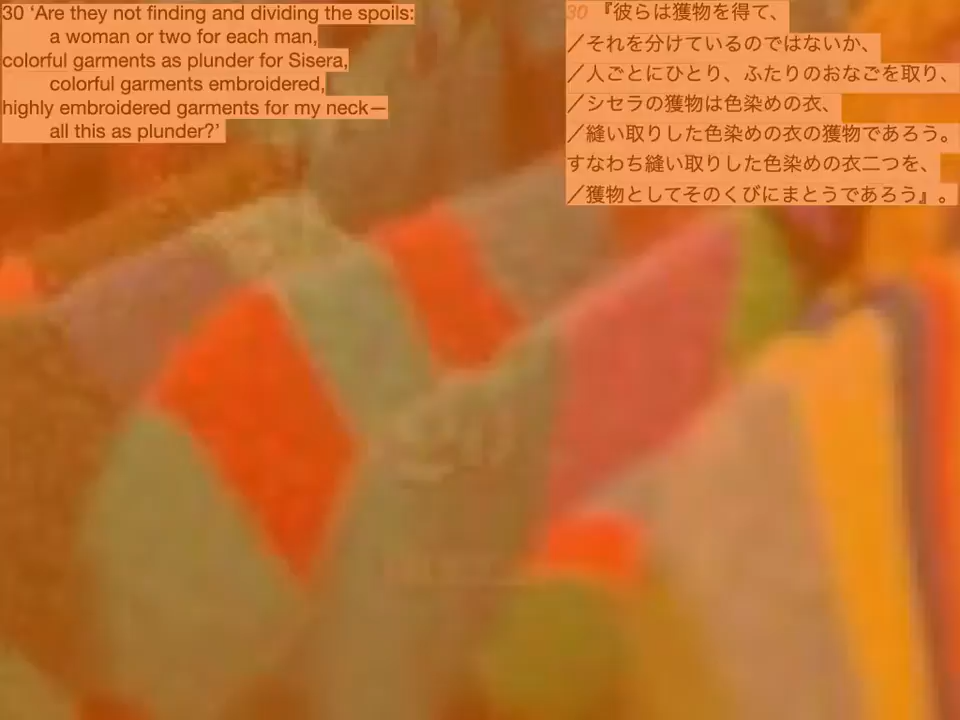 30 ‘Are they not finding and dividing the spoils:
a woman or two for each man,
colorful garments as plunder for Sisera,
colorful garments embroidered,
highly embroidered garments for my neck—
all this as plunder?’
30 『彼らは獲物を得て、
／それを分けているのではないか、
／人ごとにひとり、ふたりのおなごを取り、
／シセラの獲物は色染めの衣、
／縫い取りした色染めの衣の獲物であろう。
すなわち縫い取りした色染めの衣二つを、
／獲物としてそのくびにまとうであろう』。